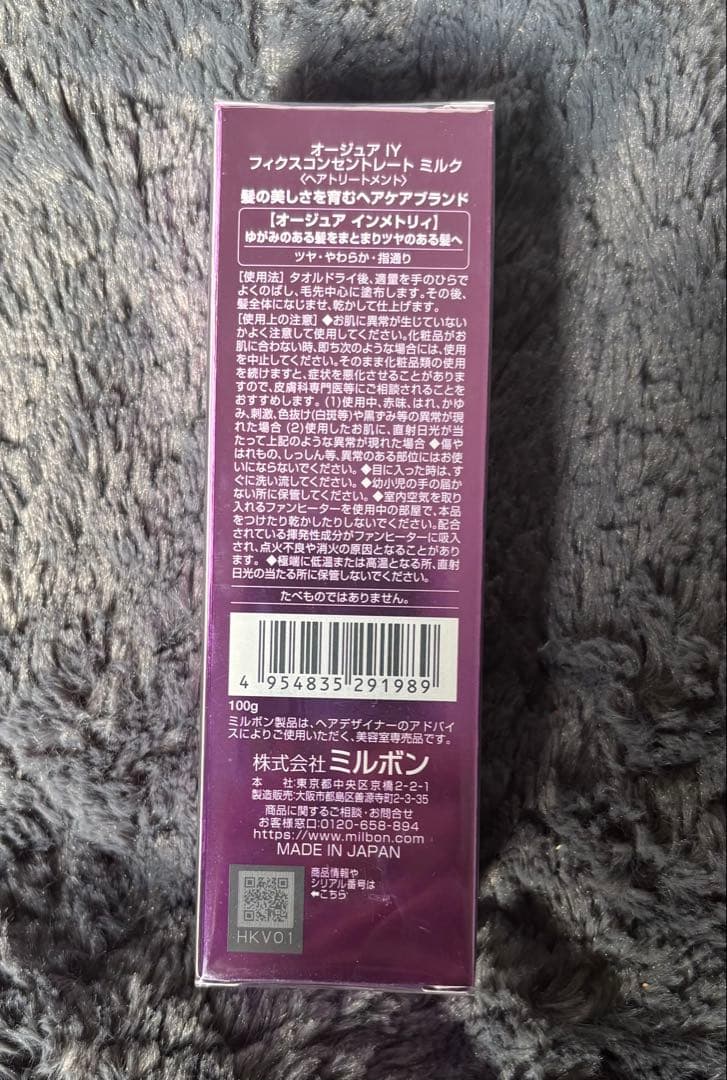 オージュア IY
フィクスコンセントレート ミルク
〈ヘアトリートメント〉
髪の美しさを育むヘアケアブランド
［オージュア インメトリィ］
ゆがみのある髪をまとまりツヤのある髪へ
ツヤ・やわらか・指通り
［使用法］タオルドライ後、適量を手のひらで
よくのばし、毛先中心に塗布します。その後、
髪全体になじませ、乾かして仕上げます。
［使用上の注意］◆お肌に異常が生じていない
かよく注意して使用してください。化粧品がお
肌に合わない時、即ち次のような場合には、使用
を中止してください。そのまま化粧品類の使用
を続けますと、症状を悪化させることがありま
すので、皮膚科専門医等にご相談されることを
おすすめします。(1)使用中、赤味、はれ、かゆ
み、刺激、色抜け(白斑等)や黒ずみ等の異常が現
れた場合 (2)使用したお肌に、直射日光が当
たって上記のような異常が現れた場合 ◆傷や
はれもの、しっしん等、異常のある部位にはお使
いにならないでください。◆目に入った時は、す
ぐに洗い流してください。◆幼小児の手の届か
ない所に保管してください。◆室内空気を取り
入れるファンヒーターを使用中の部屋で、本品
をつけたり乾かしたりしないでください。配合
されている揮発性成分がファンヒーターに吸入
され、点火不良や消火の原因となることがあり
ます。◆極端に低温または高温となる所、直射
日光の当たる所に保管しないでください。
たべものではありません。
4 954835 291989
100g
ミルボン製品は、ヘアデザイナーのアドバイ
スによりご使用いただく、美容室専売品です。
株式会社 ミルボン
本　社:東京都中央区京橋2-2-1
製造販売:大阪市都島区善源寺町2-3-35
商品に関するご相談・お問合せ
お客様窓口:0120-658-894
https://www.milbon.com
MADE IN JAPAN
商品情報や
シリアル番号は
⬅こちら
HKV01